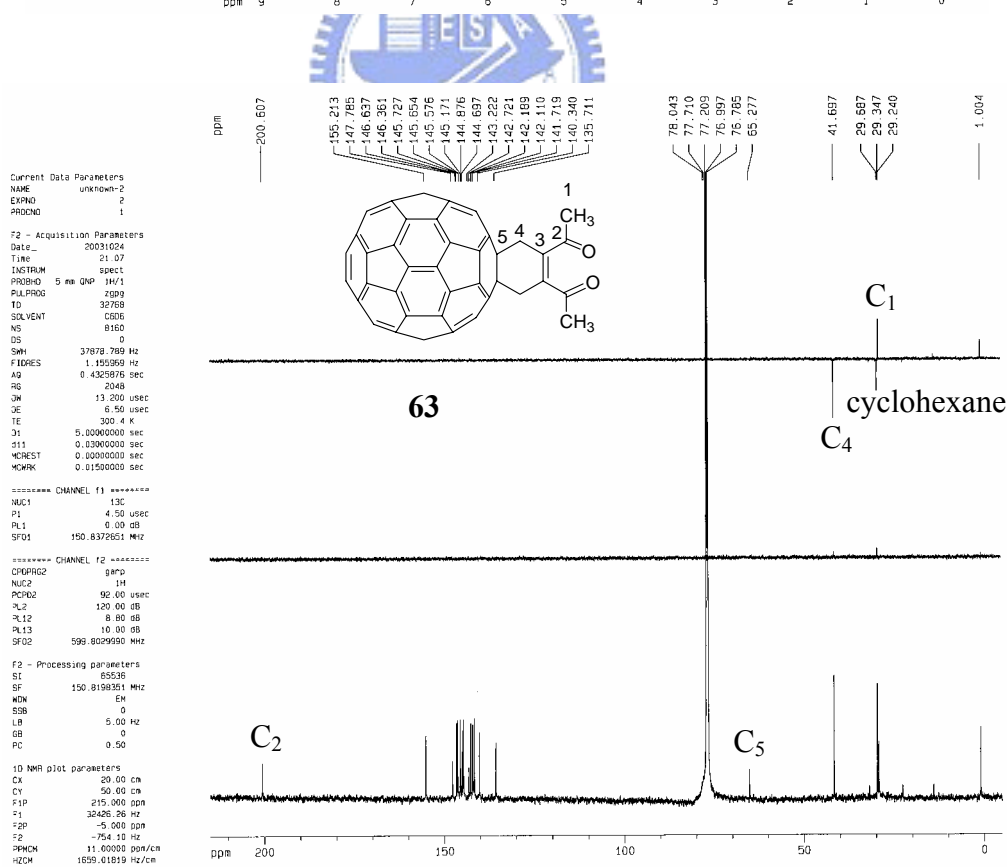 ppm 9 8 7 6 5 4 3 2 1 0
E S
A
ppm
200.607
155.213
147.785
146.637
146.361
145.727
145.654
145.576
145.171
144.876
144.697
143.222
142.721
142.189
142.110
141.719
140.340
135.711
78.043
77.710
77.209
76.997
76.785
65.277
41.697
29.687
29.347
29.240
1.004
Current Data Parameters
NAME unknown-2
EXPNO 2
PROCNO 1
F2 - Acquisition Parameters
Date_ 20031024
Time 21.07
INSTRUM spect
PROBHD 5 mm QNP 1H/1
PULPROG zgpg
TD 32768
SOLVENT C6D6
NS 8160
DS 0
SWH 37878.789 Hz
FIDRES 1.155969 Hz
AQ 0.4325876 sec
RG 2048
DW 13.200 usec
DE 6.50 usec
TE 300.4 K
D1 5.00000000 sec
d11 0.03000000 sec
MCREST 0.00000000 sec
MCWRK 0.01500000 sec
======== CHANNEL f1 ========
NUC1 13C
P1 4.50 usec
PL1 0.00 dB
SFO1 150.8372651 MHz
======== CHANNEL f2 ========
CPDPRG2 garp
NUC2 1H
PCPD2 92.00 usec
PL2 120.00 dB
PL12 8.80 dB
PL13 10.00 dB
SFO2 599.8029990 MHz
F2 - Processing parameters
SI 65536
SF 150.8198351 MHz
WDW EM
SSB 0
LB 5.00 Hz
GB 0
PC 0.50
1D NMR plot parameters
CX 20.00 cm
CY 50.00 cm
F1P 215.000 ppm
F1 32426.26 Hz
F2P -5.000 ppm
F2 -754.10 Hz
PPMCM 11.00000 ppm/cm
HZCM 1659.01819 Hz/cm
1
CH3
5 4 3 2
O
O
CH3
63
C1
cyclohexane
C4
C2
C5
ppm 200 150 100 50 0